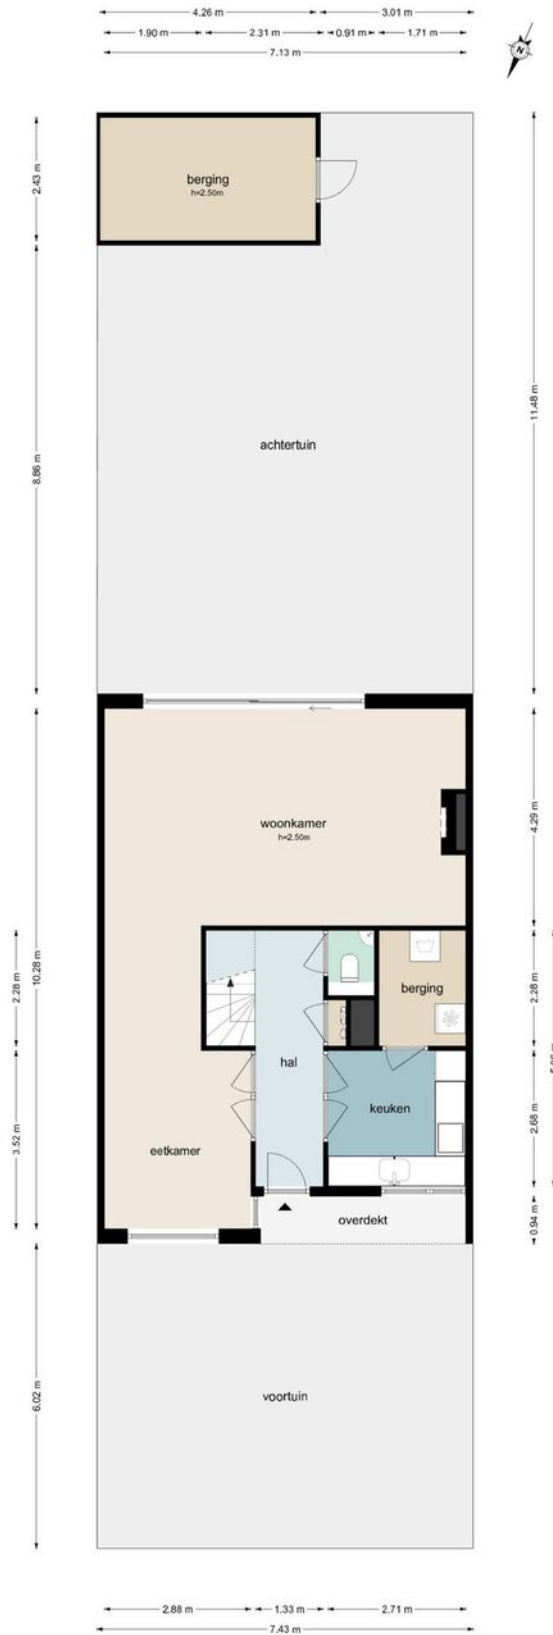 4.26 m
3.01 m
1.90 m
2.31 m
0.91 m
1.71 m
7.13 m
N
2.43 m
berging
h=2.50m
11.48 m
8.86 m
achtertuin
woonkamer
h=2.50m
4.29 m
10.28 m
2.28 m
berging
2.28 m
hal
keuken
3.52 m
eetkamer
2.68 m
overdekt
0.94 m
6.02 m
voortuin
2.88 m
1.33 m
2.71 m
7.43 m